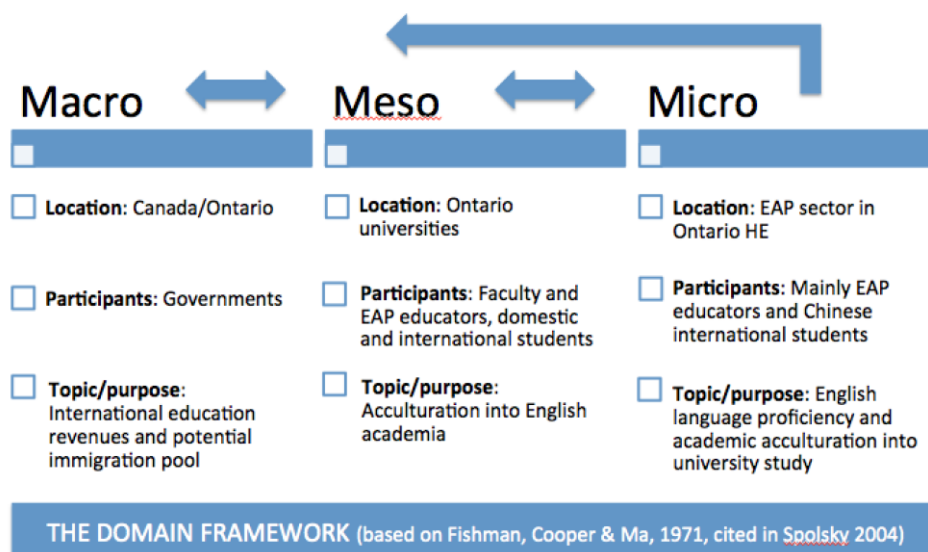 Macro
Meso
Micro
Location: Canada/Ontario
Participants: Governments
Topic/purpose:
International education
revenues and potential
immigration pool
Location: Ontario
universities
Participants: Faculty and
EAP educators, domestic
and international students
Topic/purpose:
Acculturation into English
academia
Location: EAP sector in
Ontario HE
Participants: Mainly EAP
educators and Chinese
international students
Topic/purpose: English
language proficiency and
academic acculturation into
university study
THE DOMAIN FRAMEWORK (based on Fishman, Cooper & Ma, 1971, cited in Spolsky 2004)